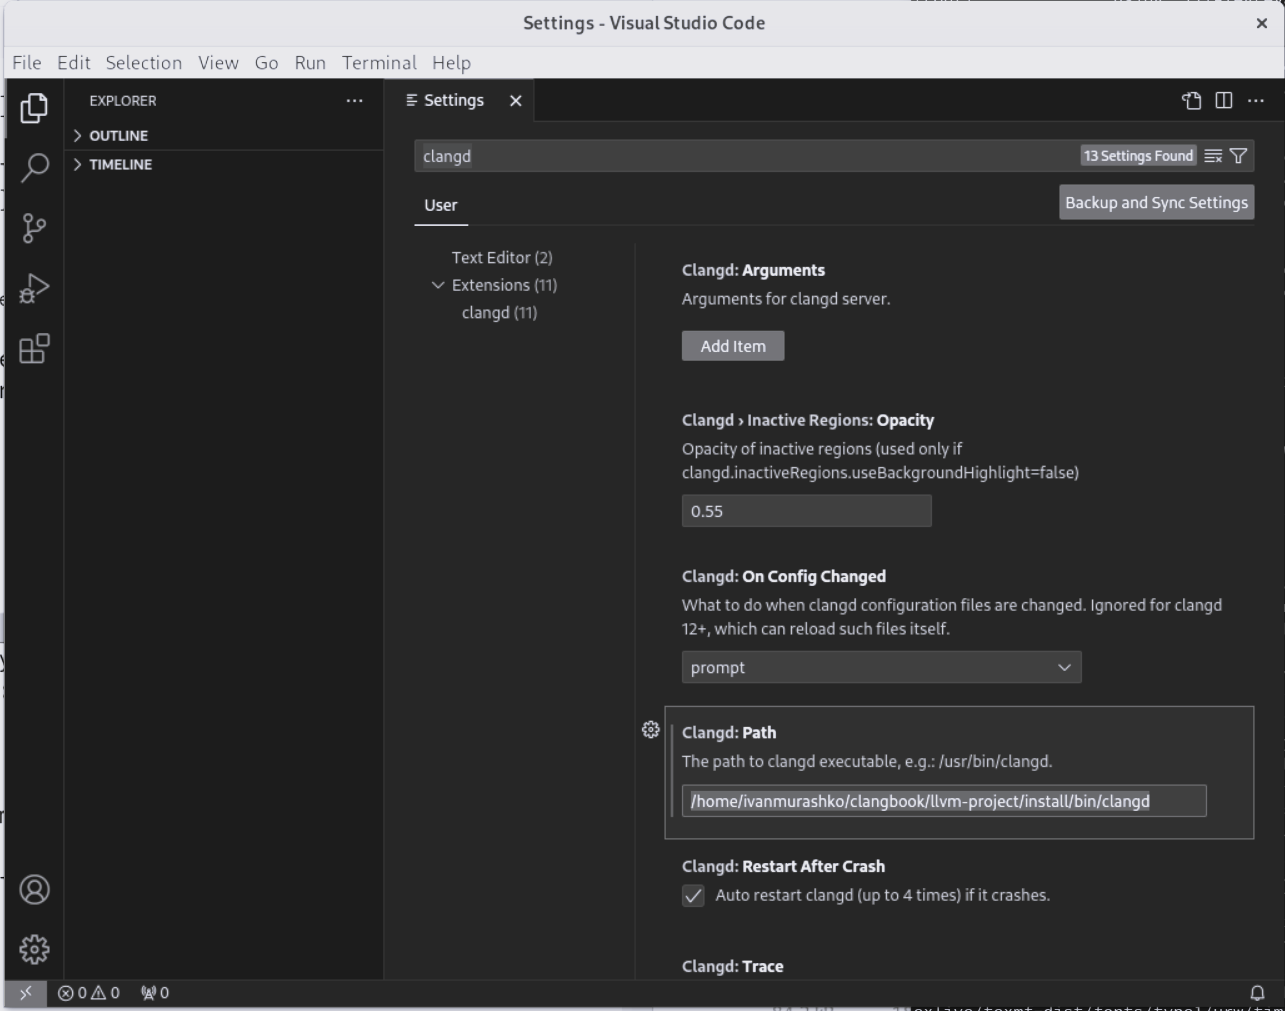 Settings - Visual Studio Code
File Edit Selection View Go Run Terminal Help
EXPLORER
OUTLINE
TIMELINE
Settings
clangd
13 Settings Found
User
Backup and Sync Settings
Text Editor (2)
Extensions (11)
clangd (11)
Clangd: Arguments
Arguments for clangd server.
Add Item
Clangd › Inactive Regions: Opacity
Opacity of inactive regions (used only if
clangd.inactiveRegions.useBackgroundHighlight=false)
0.55
Clangd: On Config Changed
What to do when clangd configuration files are changed. Ignored for clangd
12+, which can reload such files itself.
prompt
Clangd: Path
The path to clangd executable, e.g.: /usr/bin/clangd.
/home/ivanmurashko/clangbook/llvm-project/install/bin/clangd
Clangd: Restart After Crash
Auto restart clangd (up to 4 times) if it crashes.
Clangd: Trace
0 0 0